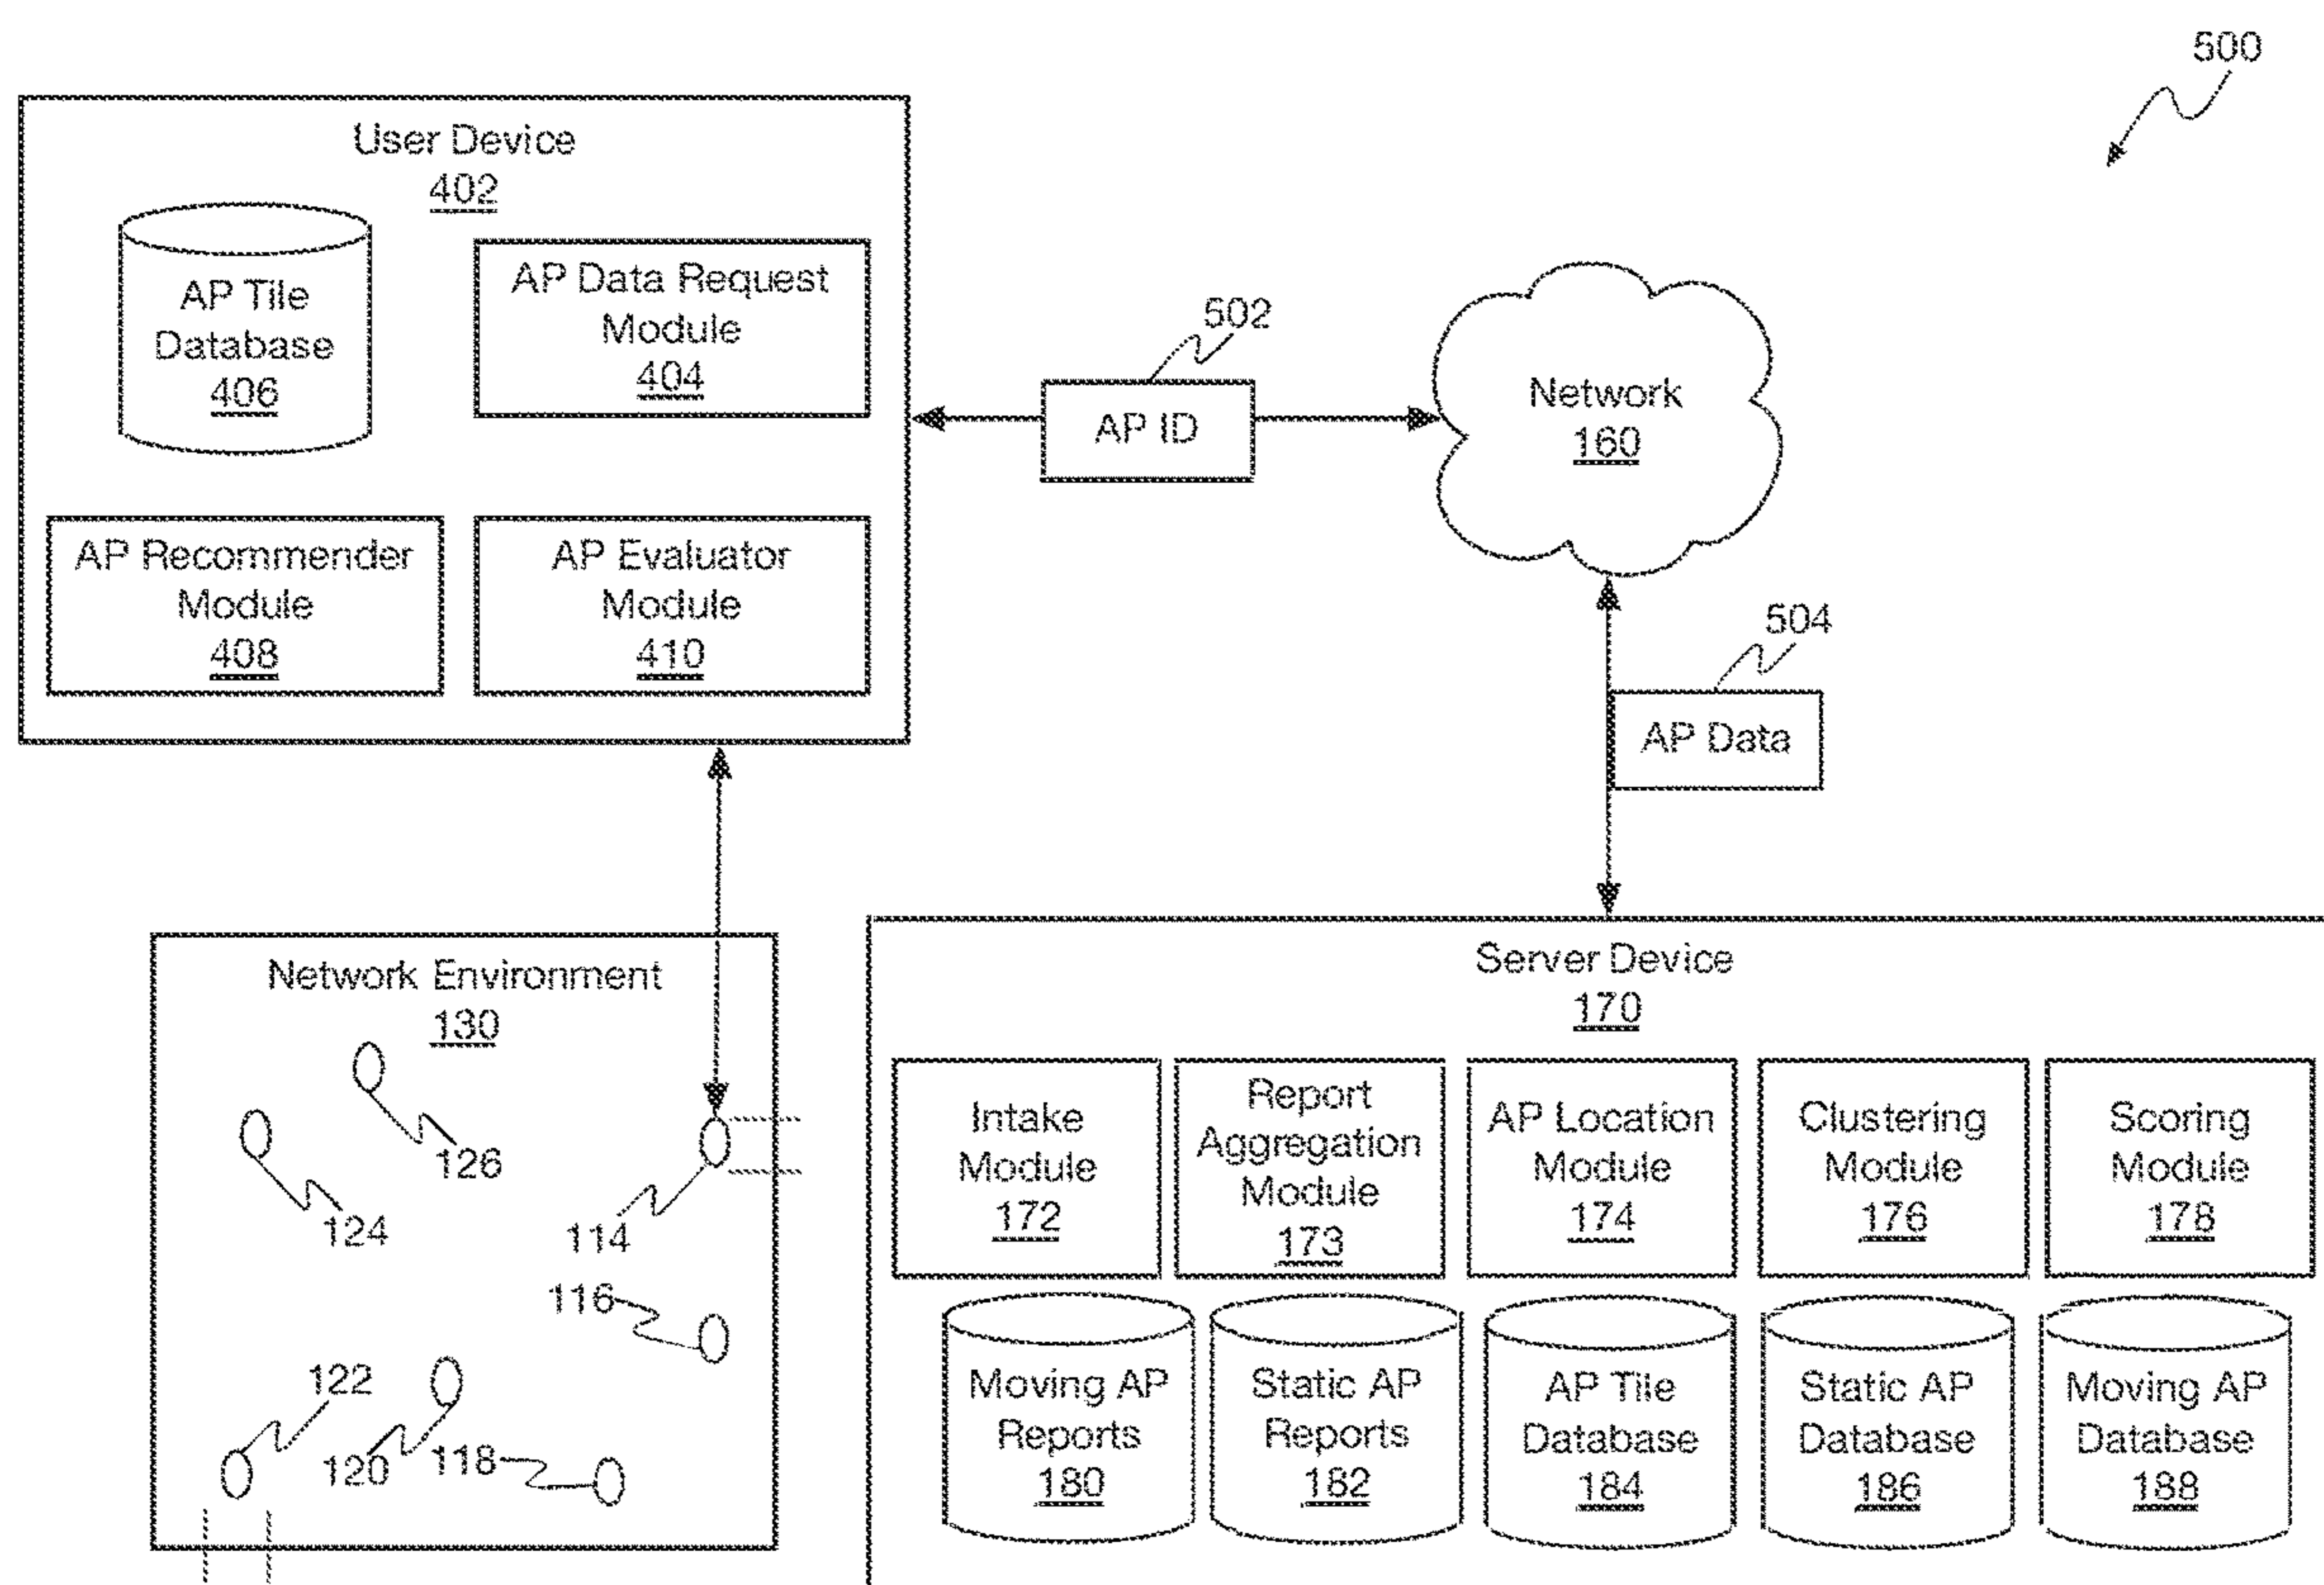 500
User Device
402
AP Tile
Database
406
AP Data Request
Module
404
AP Recommender
Module
408
AP Evaluator
Module
410
502
AP ID
Network
160
504
AP Data
Network Environment
130
126
124
114
116
122
120
118
Server Device
170
Intake
Module
172
Report
Aggregation
Module
173
AP Location
Module
174
Clustering
Module
176
Scoring
Module
178
Moving AP
Reports
180
Static AP
Reports
182
AP Tile
Database
184
Static AP
Database
186
Moving AP
Database
188